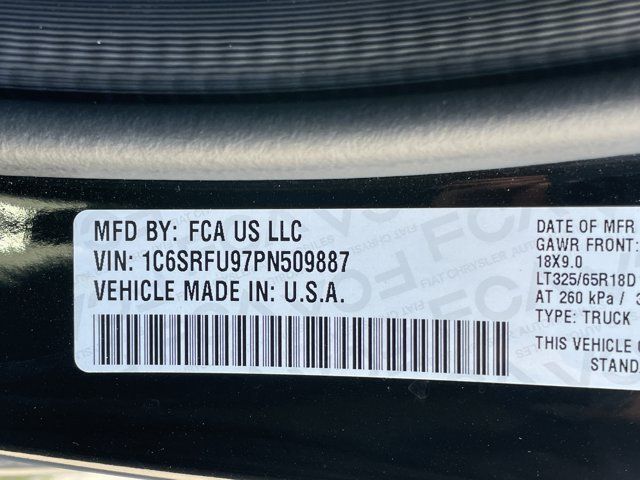 MFD BY: FCA US LLC
VIN: 1C6SRFU97PN509887
VEHICLE MADE IN: U.S.A.
DATE OF MFR
GAWR FRONT:
18X9.0
LT325/65R18D
AT 260 kPa /
TYPE: TRUCK
THIS VEHICLE
STAND